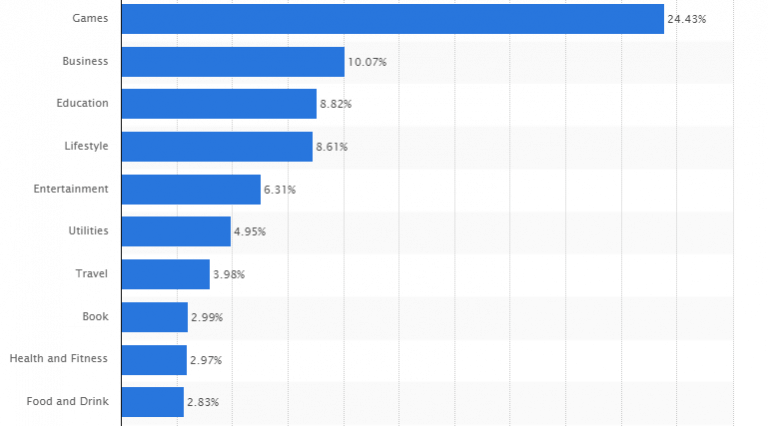 Games 24.43%
Business 10.07%
Education 8.82%
Lifestyle 8.61%
Entertainment 6.31%
Utilities 4.95%
Travel 3.98%
Book 2.99%
Health and Fitness 2.97%
Food and Drink 2.83%